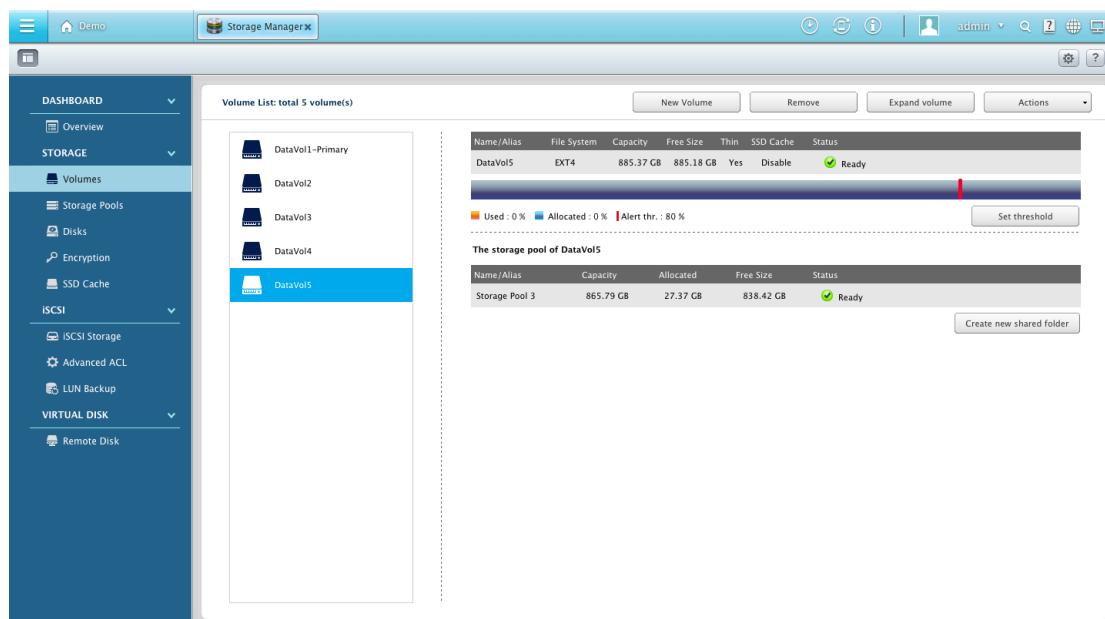 Demo
Storage Manager
admin
DASHBOARD
Overview
STORAGE
Volumes
Storage Pools
Disks
Encryption
SSD Cache
iSCSI
iSCSI Storage
Advanced ACL
LUN Backup
VIRTUAL DISK
Remote Disk
Volume List: total 5 volume(s)
New Volume
Remove
Expand volume
Actions
DataVol1-Primary
DataVol2
DataVol3
DataVol4
DataVol5
Name/Alias File System Capacity Free Size Thin SSD Cache Status
DataVol5 EXT4 885.37 GB 885.18 GB Yes Disable Ready
Used : 0 % Allocated : 0 % Alert thr. : 80 %
Set threshold
The storage pool of DataVol5
Name/Alias Capacity Allocated Free Size Status
Storage Pool 3 865.79 GB 27.37 GB 838.42 GB Ready
Create new shared folder